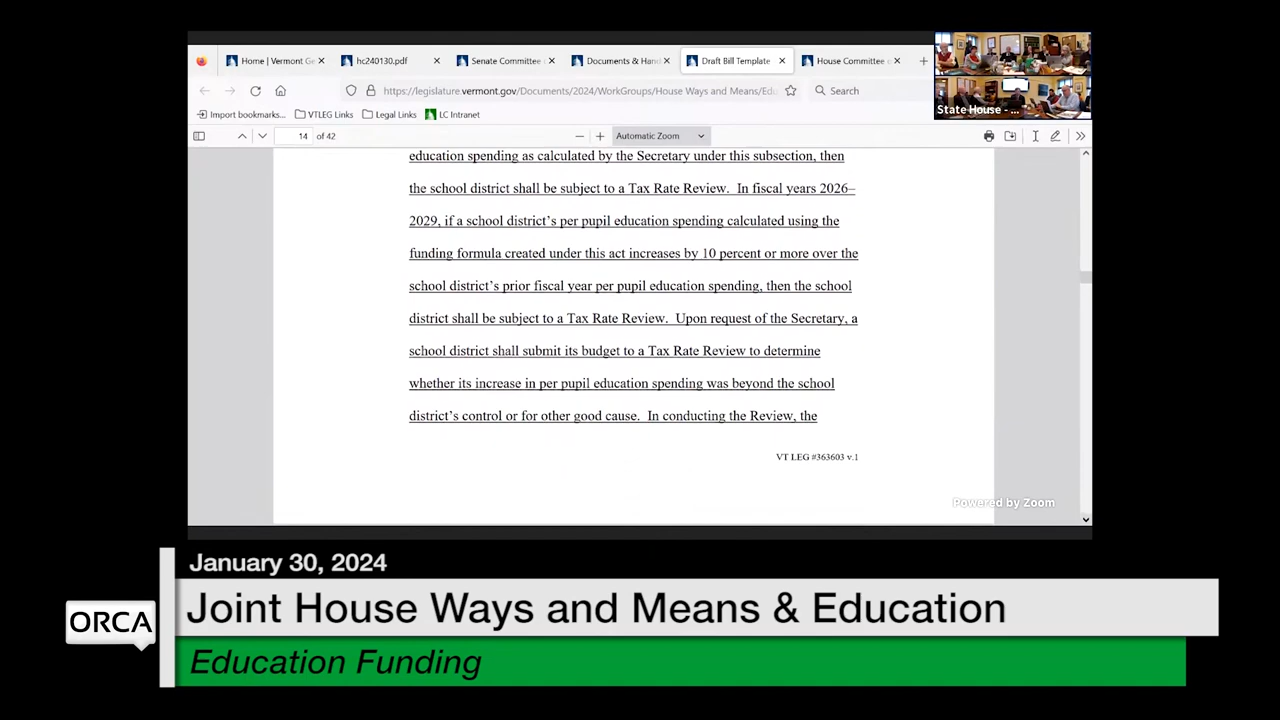 Home | Vermont Ge
hc240130.pdf
Senate Committee
Documents & Hand
Draft Bill Template
House Committee
https://legislature.vermont.gov/Documents/2024/WorkGroups/House Ways and Means/Edu
Search
Import bookmarks...
VTLEG Links
Legal Links
LC Intranet
14 of 42
Automatic Zoom
State House - ...
education spending as calculated by the Secretary under this subsection, then
the school district shall be subject to a Tax Rate Review. In fiscal years 2026–
2029, if a school district's per pupil education spending calculated using the
funding formula created under this act increases by 10 percent or more over the
school district's prior fiscal year per pupil education spending, then the school
district shall be subject to a Tax Rate Review. Upon request of the Secretary, a
school district shall submit its budget to a Tax Rate Review to determine
whether its increase in per pupil education spending was beyond the school
district's control or for other good cause. In conducting the Review, the
VT LEG #363603 v.1
Powered by Zoom
January 30, 2024
ORCA
Joint House Ways and Means & Education
Education Funding